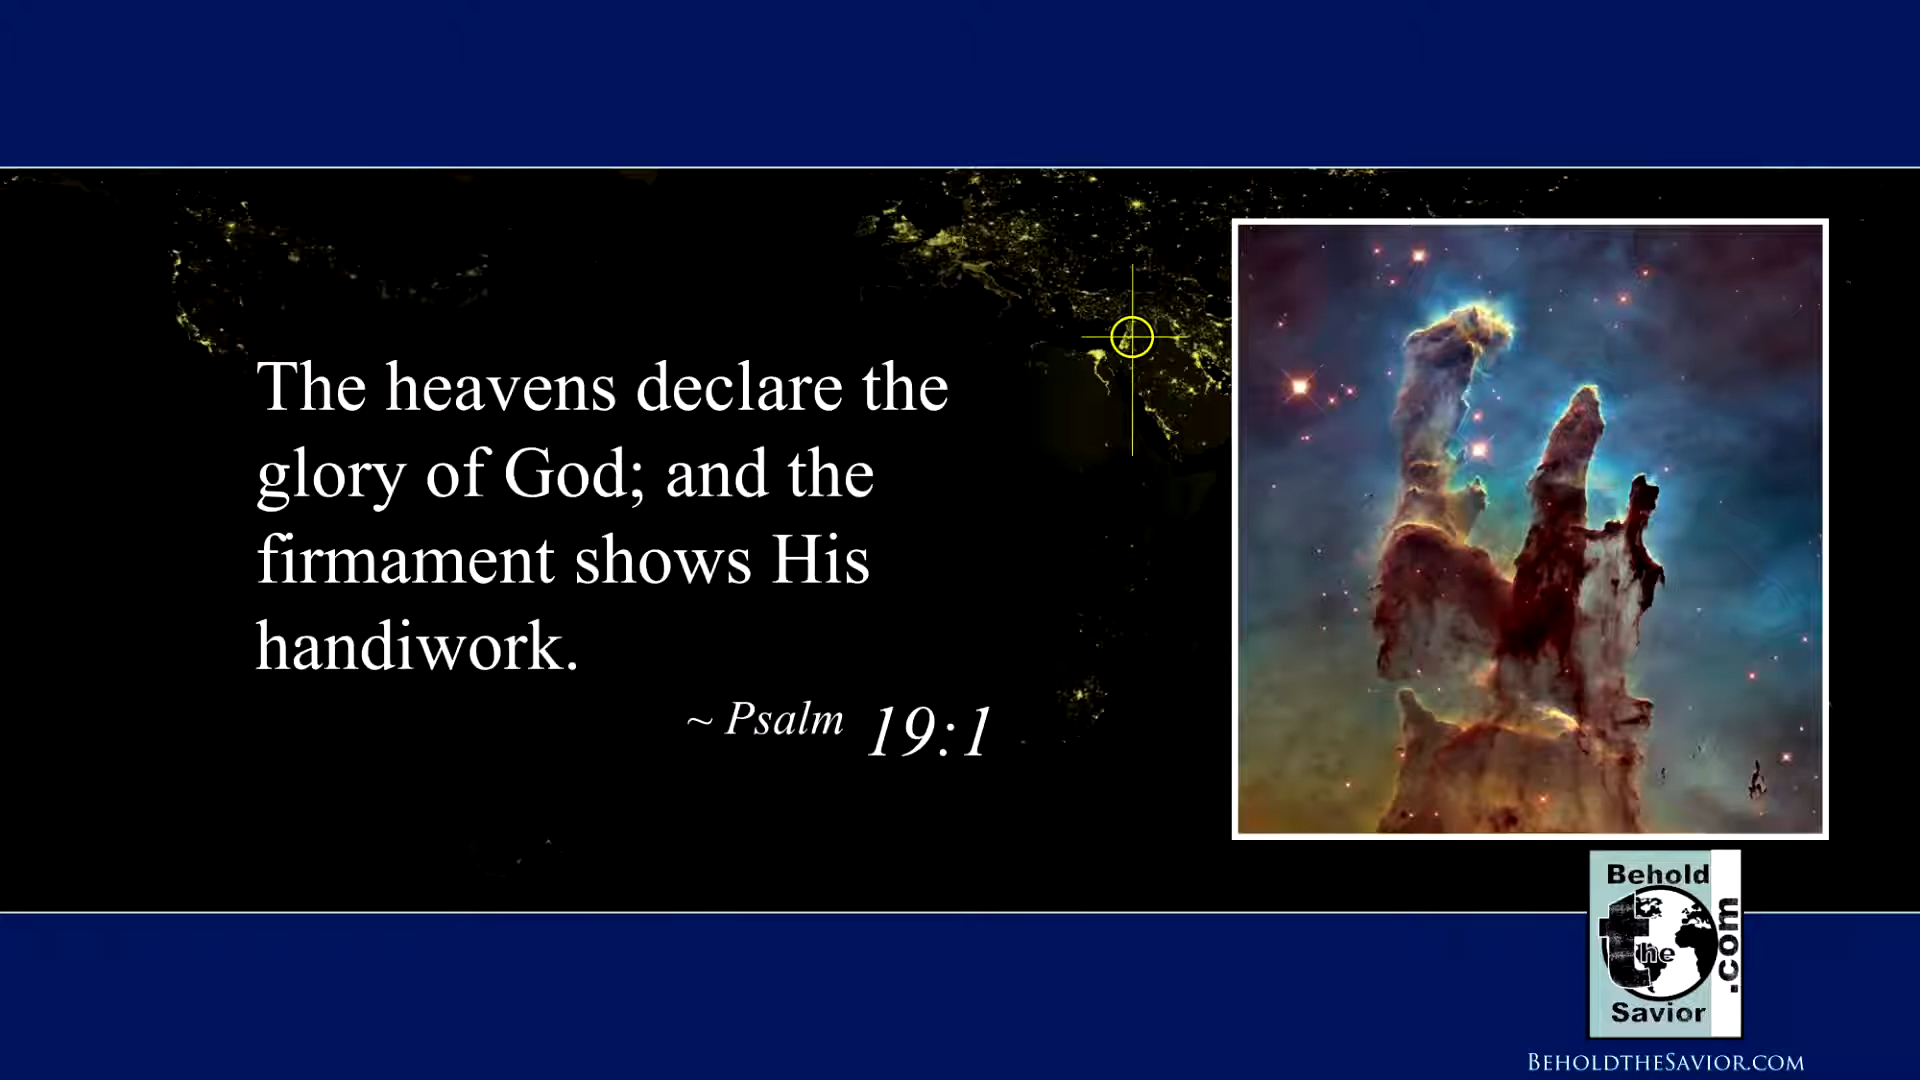 The heavens declare the
glory of God; and the
firmament shows His
handiwork.
~ Psalm 19:1
Behold
the
.com
Savior
BEHOLDTHESAVIOR.COM